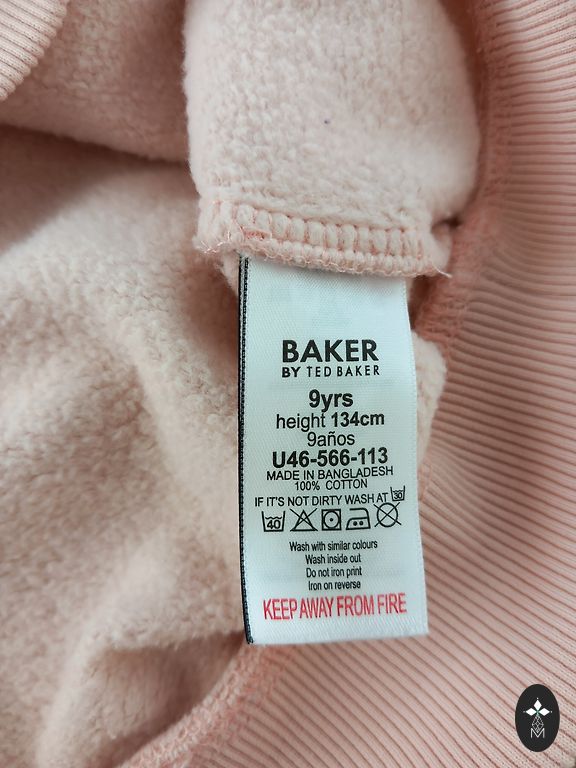 BAKER
BY TED BAKER
9yrs
height 134cm
9años
U46-566-113
MADE IN BANGLADESH
100% COTTON
IF IT'S NOT DIRTY WASH AT 30
40
Wash with similar colours
Wash inside out
Do not iron print
Iron on reverse
KEEP AWAY FROM FIRE
M